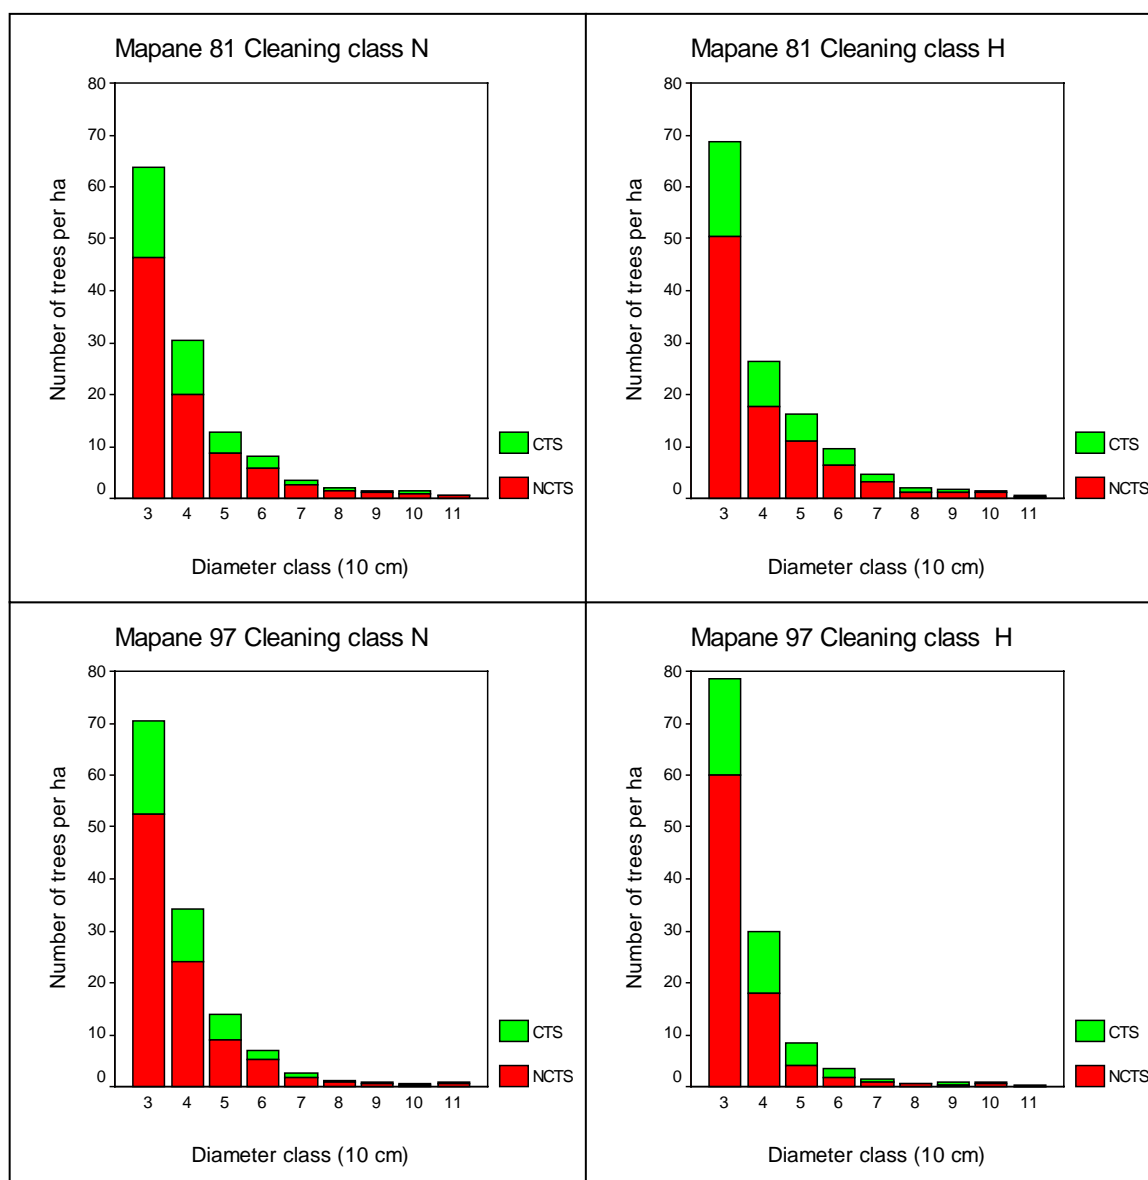 Mapane 81 Cleaning class N
80
70
60
50
40
30
20
10
0
Number of trees per ha
3 4 5 6 7 8 9 10 11
Diameter class (10 cm)
CTS
NCTS
Mapane 81 Cleaning class H
80
70
60
50
40
30
20
10
0
Number of trees per ha
3 4 5 6 7 8 9 10 11
Diameter class (10 cm)
CTS
NCTS
Mapane 97 Cleaning class N
80
70
60
50
40
30
20
10
0
Number of trees per ha
3 4 5 6 7 8 9 10 11
Diameter class (10 cm)
CTS
NCTS
Mapane 97 Cleaning class  H
80
70
60
50
40
30
20
10
0
Number of trees per ha
3 4 5 6 7 8 9 10 11
Diameter class (10 cm)
CTS
NCTS